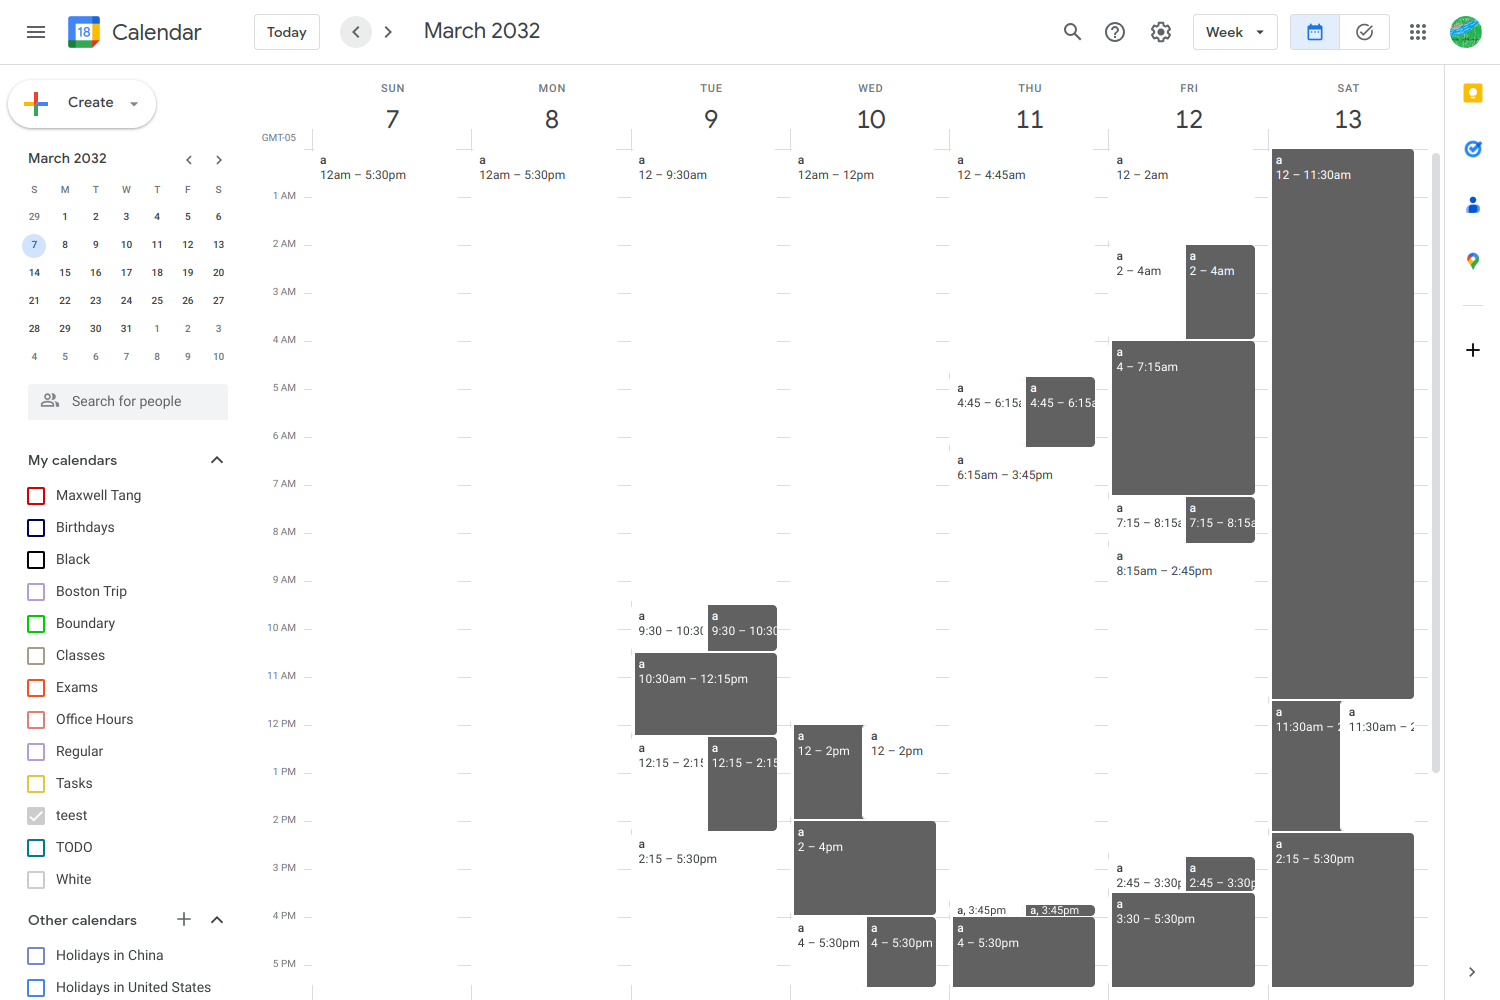 18 Calendar
Today
March 2032
Week
Create
March 2032
S M T W T F S
29 1 2 3 4 5 6
7 8 9 10 11 12 13
14 15 16 17 18 19 20
21 22 23 24 25 26 27
28 29 30 31 1 2 3
4 5 6 7 8 9 10
Search for people
My calendars
Maxwell Tang
Birthdays
Black
Boston Trip
Boundary
Classes
Exams
Office Hours
Regular
Tasks
teest
TODO
White
Other calendars
Holidays in China
Holidays in United States
GMT-05
1 AM
2 AM
3 AM
4 AM
5 AM
6 AM
7 AM
8 AM
9 AM
10 AM
11 AM
12 PM
1 PM
2 PM
3 PM
4 PM
5 PM
SUN
7
a
12am – 5:30pm
MON
8
a
12am – 5:30pm
TUE
9
a
12 – 9:30am
a
9:30 – 10:30
a
9:30 – 10:30
a
10:30am – 12:15pm
a
12:15 – 2:15
a
12:15 – 2:15
a
2:15 – 5:30pm
WED
10
a
12am – 12pm
a
12 – 2pm
a
12 – 2pm
a
2 – 4pm
a
4 – 5:30pm
a
4 – 5:30pm
THU
11
a
12 – 4:45am
a
4:45 – 6:15a
a
4:45 – 6:15a
a
6:15am – 3:45pm
a, 3:45pm
a, 3:45pm
a
4 – 5:30pm
FRI
12
a
12 – 2am
a
2 – 4am
a
2 – 4am
a
4 – 7:15am
a
7:15 – 8:15a
a
7:15 – 8:15a
a
8:15am – 2:45pm
a
2:45 – 3:30p
a
2:45 – 3:30p
a
3:30 – 5:30pm
SAT
13
a
12 – 11:30am
a
11:30am – 2
a
11:30am – 2
a
2:15 – 5:30pm